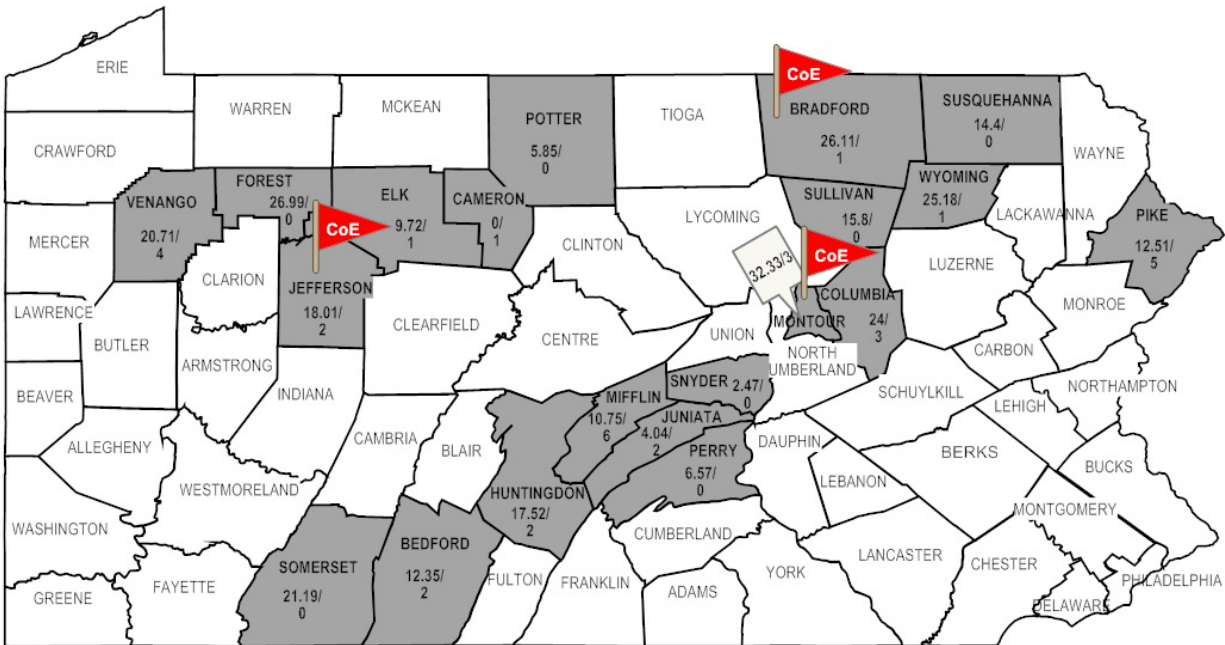 ERIE
WARREN
MCKEAN
POTTER
5.85/
0
TIOGA
CoE
BRADFORD
26.11/
1
SUSQUEHANNA
14.4/
0
WAYNE
CRAWFORD
VENANGO
20.71/
4
FOREST
26.99/
0
CoE
ELK
9.72/
1
CAMERON
0/
1
LYCOMING
SULLIVAN
15.8/
0
WYOMING
25.18/
1
LACKAWANNA
PIKE
12.51/
5
MERCER
CLARION
JEFFERSON
18.01/
2
CLINTON
32.33/3
CoE
MONTOUR
COLUMBIA
24/
3
LUZERNE
MONROE
LAWRENCE
BUTLER
ARMSTRONG
CLEARFIELD
CENTRE
UNION
NORTH
UMBERLAND
CARBON
BEAVER
INDIANA
SNYDER 2.47/
0
MIFFLIN
10.75/
6
JUNIATA
4.04/
2
SCHUYLKILL
LEHIGH
NORTHAMPTON
ALLEGHENY
CAMBRIA
BLAIR
PERRY
6.57/
0
DAUPHIN
LEBANON
BERKS
BUCKS
WESTMORELAND
HUNTINGDON
17.52/
2
MONTGOMERY
WASHINGTON
SOMERSET
21.19/
0
BEDFORD
12.35/
2
CUMBERLAND
LANCASTER
CHESTER
GREENE
FAYETTE
FULTON
FRANKLIN
ADAMS
YORK
DELAWARE
PHILADELPHIA